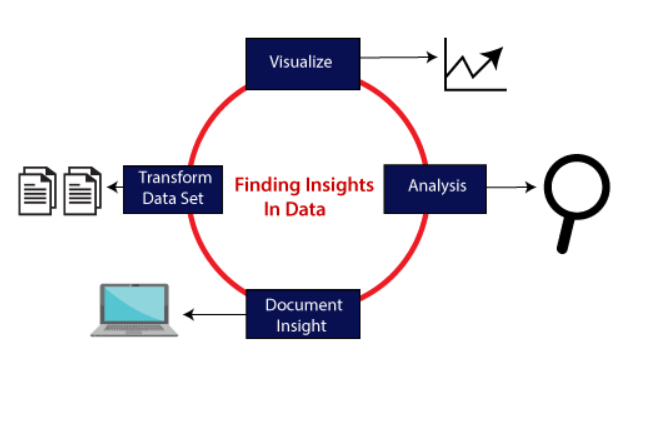 Visualize
Transform
Data Set
Finding Insights
In Data
Analysis
Document
Insight